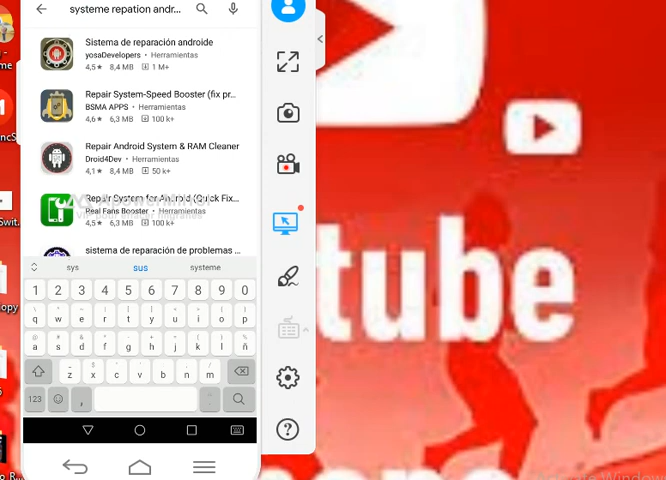 systeme repation andr...
Sistema de reparación androide
yosaDevelopers • Herramientas
4,5★ 8,4 MB 1 M+
Repair System-Speed Booster (fix pr...
BSMA APPS • Herramientas
4,6★ 6,3 MB 100 k+
Repair Android System & RAM Cleaner
Droid4Dev • Herramientas
4,1★ 8,4 MB 50 k+
Repair System for Android (Quick Fix...
Real Fans Booster • Herramientas
4,5★ 6,3 MB 100 k+
sistema de reparación de problemas ...
sys sus systeme
1 2 3 4 5 6 7 8 9 0
q w e r t y u i o p
a s d f g h j k l ñ
z x c v b n m
123 ,
tube